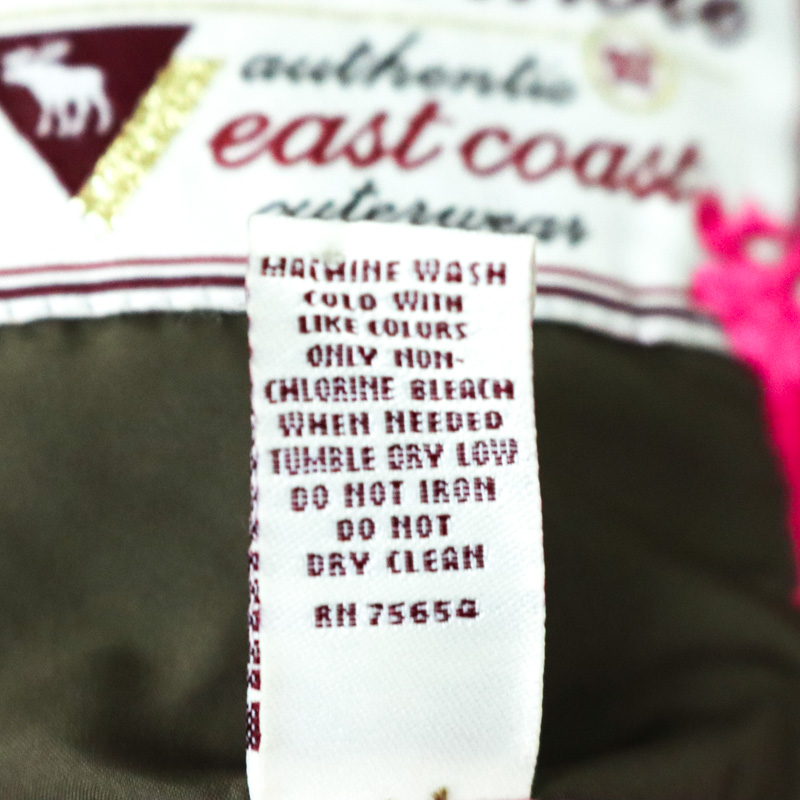 authentic
east coast
outerwear
MACHINE WASH
COLD WITH
LIKE COLORS
ONLY NON-
CHLORINE BLEACH
WHEN NEEDED
TUMBLE DRY LOW
DO NOT IRON
DO NOT
DRY CLEAN
RN 75654